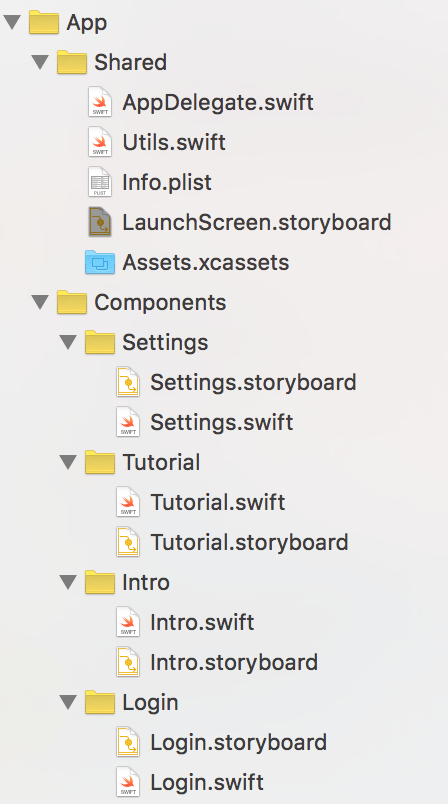 App
Shared
AppDelegate.swift
Utils.swift
Info.plist
LaunchScreen.storyboard
Assets.xcassets
Components
Settings
Settings.storyboard
Settings.swift
Tutorial
Tutorial.swift
Tutorial.storyboard
Intro
Intro.swift
Intro.storyboard
Login
Login.storyboard
Login.swift